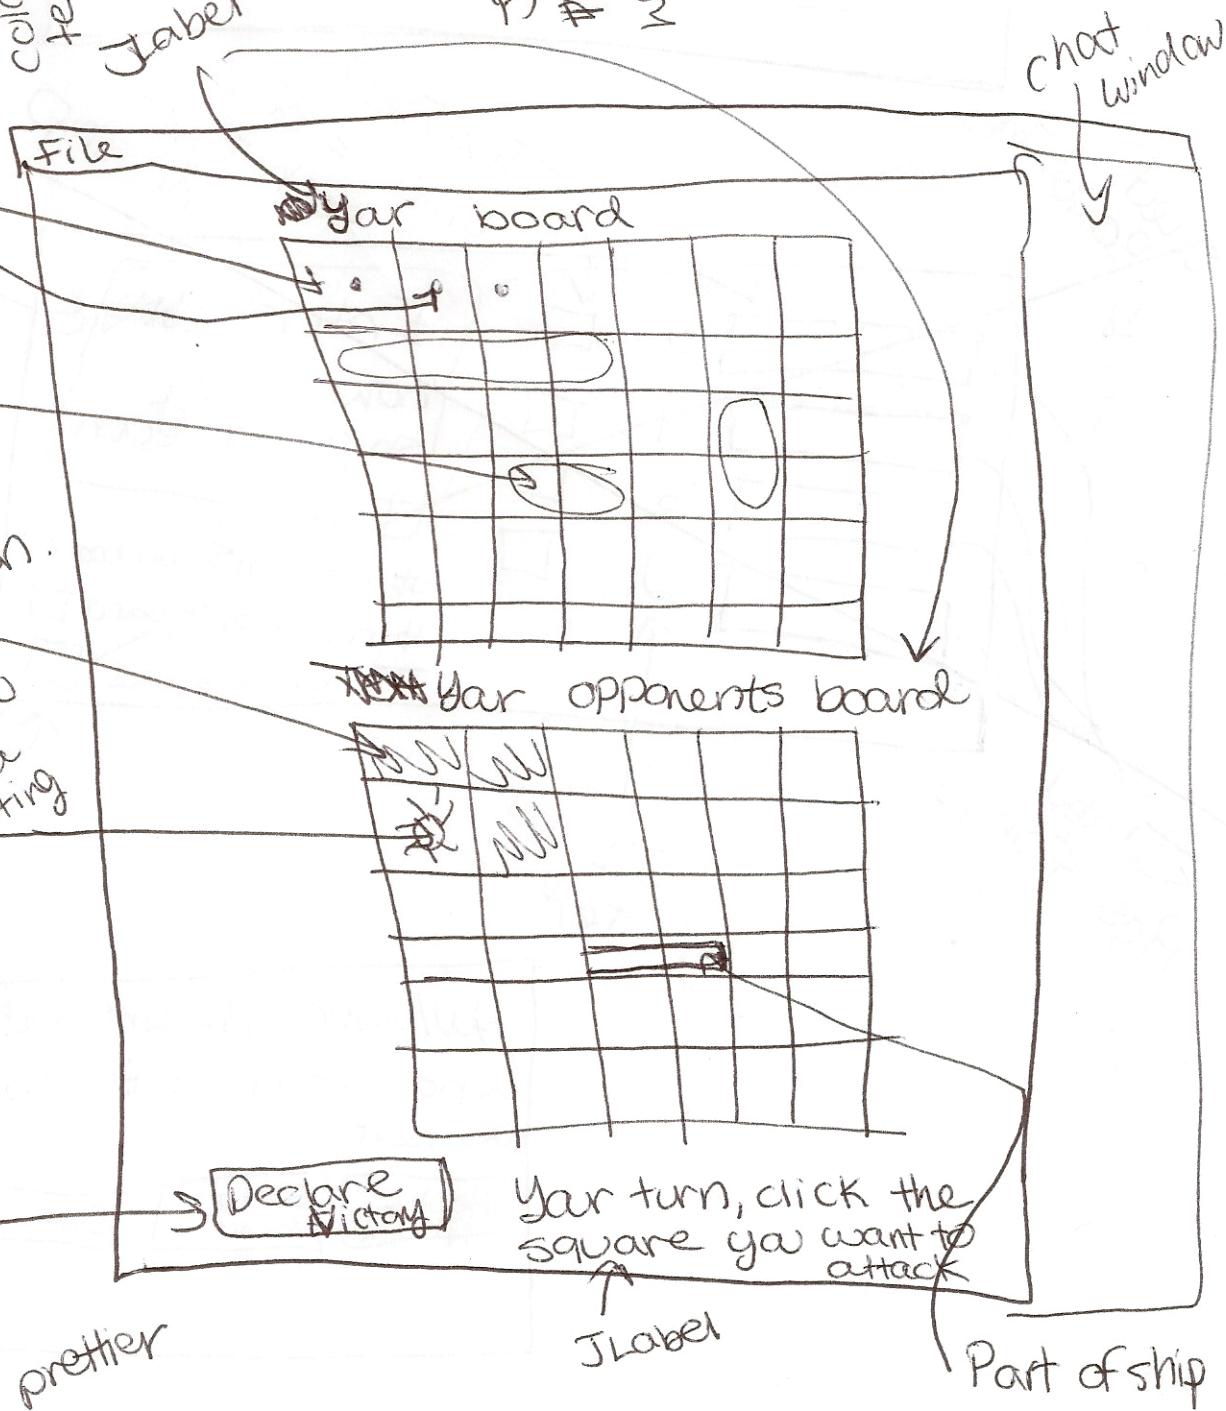 JLabel
chat
window
File
Your board
Your opponents board
Declare
Victory
Your turn, click the
square you want to
attack
JLabel
prettier
Part of ship